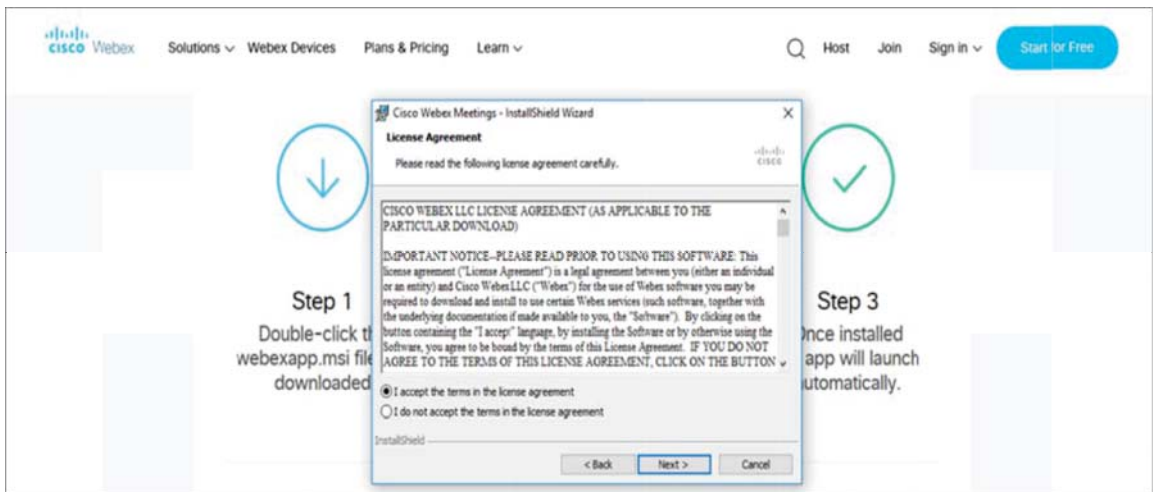 CISCO Webex Solutions Webex Devices Plans & Pricing Learn Host Join Sign in Start for Free
Cisco Webex Meetings - InstallShield Wizard
License Agreement
Please read the following license agreement carefully.
CISCO
CISCO WEBEX LLC LICENSE AGREEMENT (AS APPLICABLE TO THE
PARTICULAR DOWNLOAD)
IMPORTANT NOTICE--PLEASE READ PRIOR TO USING THIS SOFTWARE: This
license agreement ("License Agreement") is a legal agreement between you (either an individual
or an entity) and Cisco Webex LLC ("Webex") for the use of Webex software you may be
required to download and install to use certain Webex services (such software, together with
the underlying documentation if made available to you, the "Software"). By clicking on the
button containing the "I accept" language, by installing the Software or by otherwise using the
Software, you agree to be bound by the terms of this License Agreement. IF YOU DO NOT
AGREE TO THE TERMS OF THIS LICENSE AGREEMENT, CLICK ON THE BUTTON
I accept the terms in the license agreement
I do not accept the terms in the license agreement
InstallShield
< Back Next > Cancel
Step 1
Double-click
webexapp.msi file
downloaded
Step 3
Once installed
app will launch
automatically.